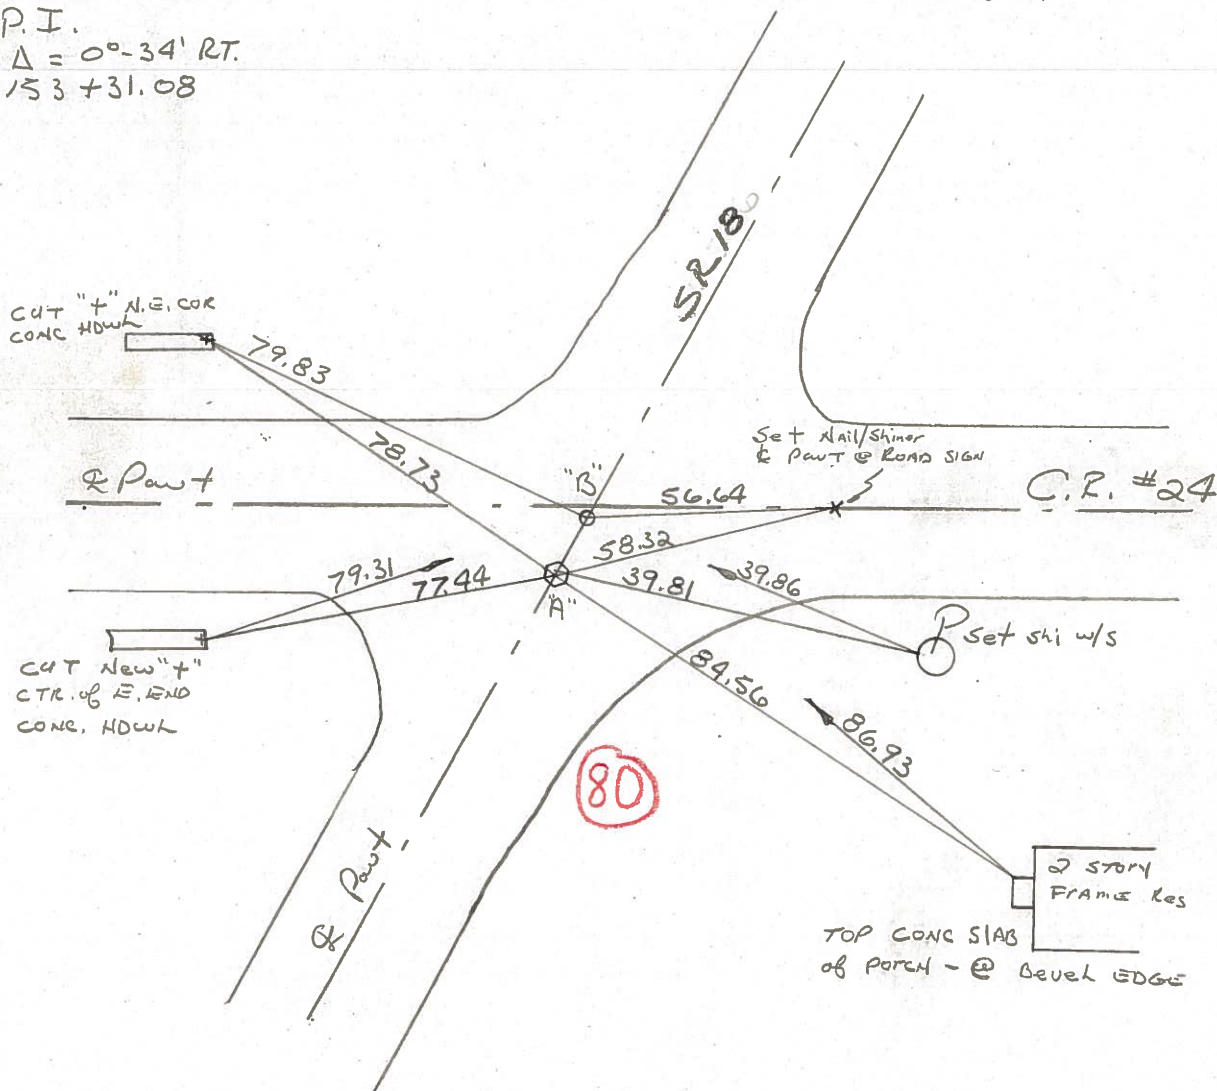 P.I.
Δ = 0°-34' RT.
153+31.08
SR 18
CUT "+" N.E. COR
CONC HDWL
79.83
78.73
Set Nail/Shiner
℄ Pavt @ ROAD SIGN
℄ Pavt
"B"
56.64
C.R. #24
58.32
79.31
77.44
39.81
39.86
"A"
P
Set shi w/s
CUT New "+"
CTR. of E. END
CONC. HDWL
84.56
86.93
80
℄ Pavt
2 STORY
FRAME Res
TOP CONC SLAB
of PORCH - @ Bevel EDGE